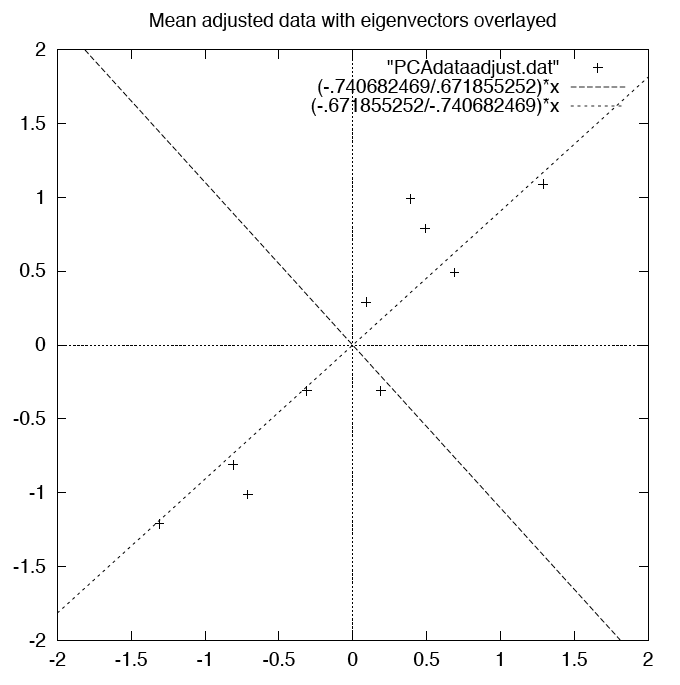 Mean adjusted data with eigenvectors overlayed
2
"PCAdataadjust.dat"
(-.740682469/.671855252)*x
(-.671855252/-.740682469)*x
1.5
1
0.5
0
-0.5
-1
-1.5
-2
-2 -1.5 -1 -0.5 0 0.5 1 1.5 2